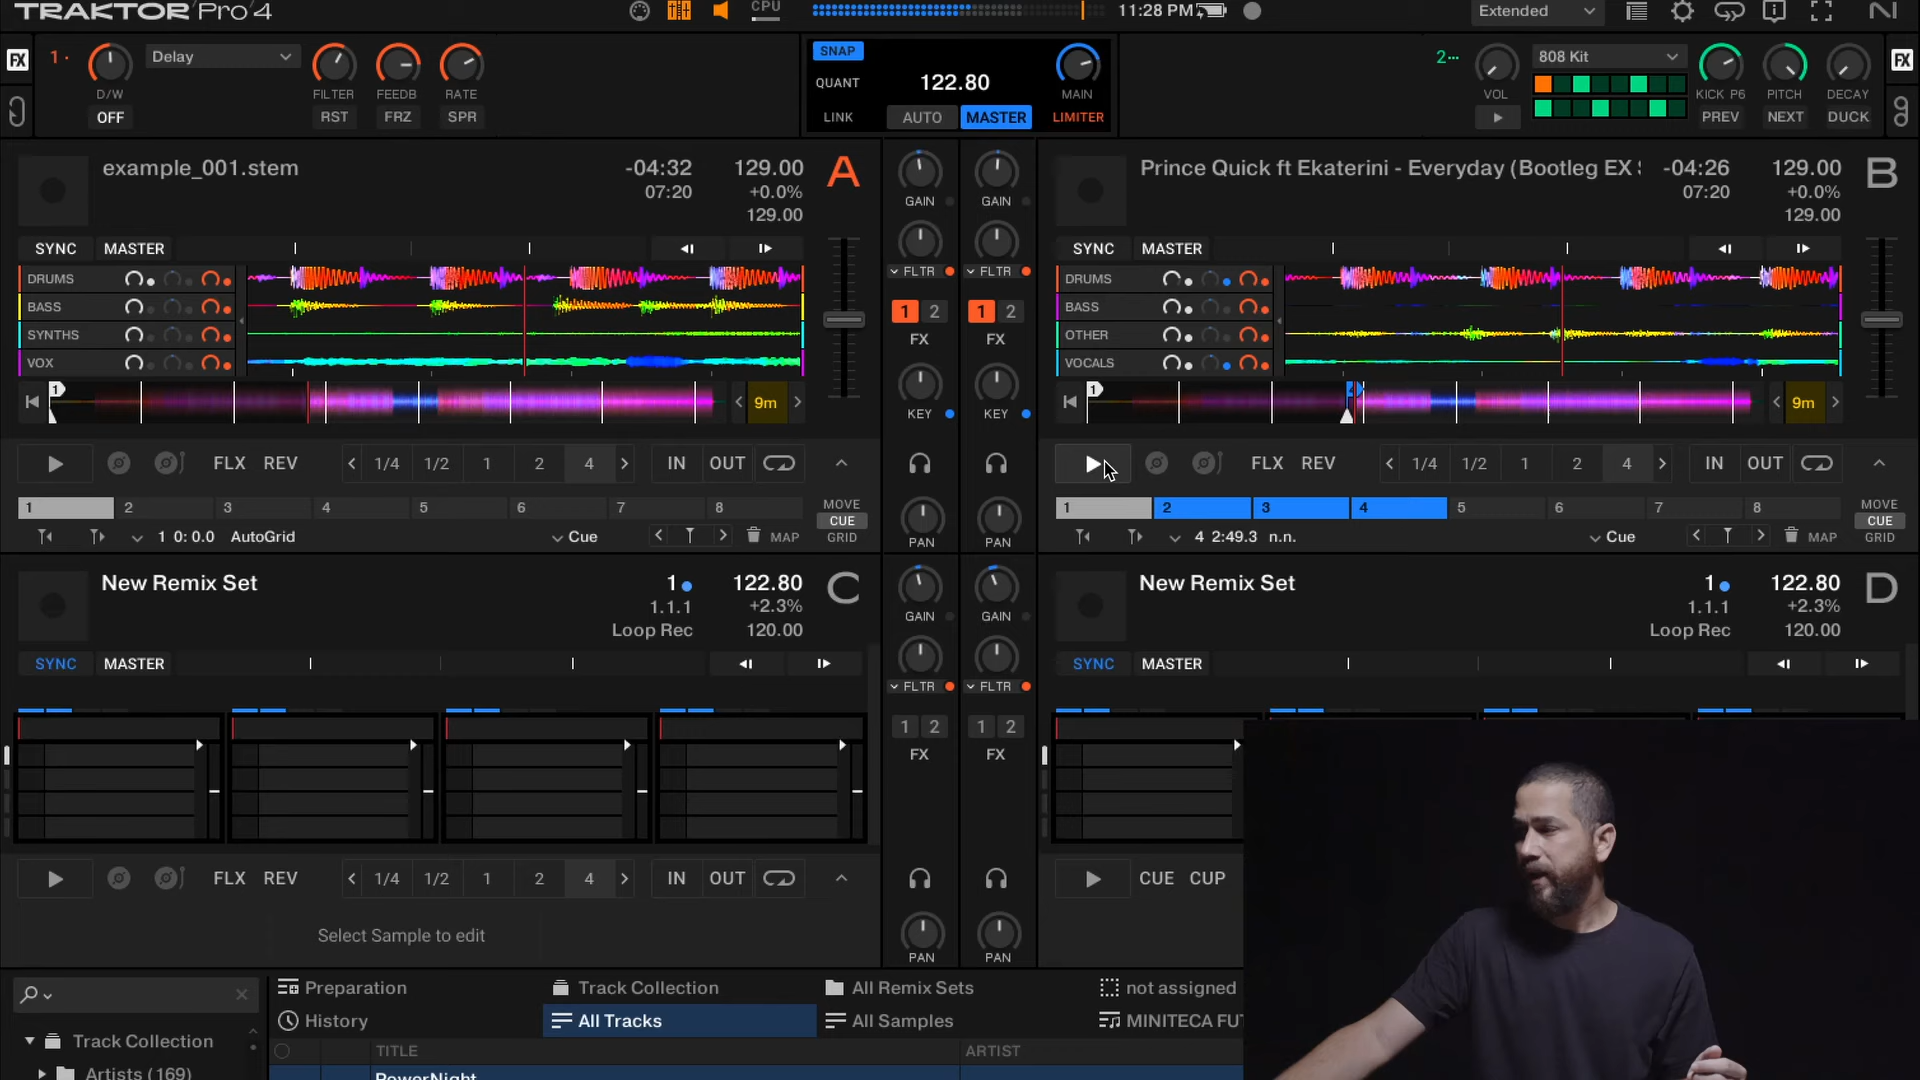 TRAKTOR Pro 4
CPU
11:28 PM
Extended
FX
1
Delay
D/W
FILTER
FEEDB
RATE
OFF
RST
FRZ
SPR
SNAP
QUANT
122.80
MAIN
LINK
AUTO
MASTER
LIMITER
2
808 Kit
VOL
KICK P6
PITCH
DECAY
PREV
NEXT
DUCK
FX
example_001.stem
-04:32
129.00
07:20
+0.0%
129.00
A
SYNC
MASTER
DRUMS
BASS
SYNTHS
VOX
1
9m
FLX
REV
1/4
1/2
1
2
4
IN
OUT
1
2
3
4
5
6
7
8
MOVE
CUE
GRID
1 0: 0.0 AutoGrid
Cue
MAP
GAIN
GAIN
FLTR
FLTR
1 2
1 2
FX
FX
KEY
KEY
PAN
PAN
Prince Quick ft Ekaterini - Everyday (Bootleg EX
-04:26
129.00
07:20
+0.0%
129.00
B
SYNC
MASTER
DRUMS
BASS
OTHER
VOCALS
1
9m
FLX
REV
1/4
1/2
1
2
4
IN
OUT
1
2
3
4
5
6
7
8
MOVE
CUE
GRID
4 2:49.3 n.n.
Cue
MAP
New Remix Set
1
122.80
1.1.1
+2.3%
Loop Rec
120.00
C
SYNC
MASTER
FLX
REV
1/4
1/2
1
2
4
IN
OUT
Select Sample to edit
GAIN
GAIN
FLTR
FLTR
1 2
1 2
FX
FX
PAN
PAN
New Remix Set
1
122.80
1.1.1
+2.3%
Loop Rec
120.00
D
SYNC
MASTER
CUE
CUP
Preparation
Track Collection
All Remix Sets
not assigned
History
All Tracks
All Samples
MINITECA FUT
Track Collection
Artists (169)
TITLE
ARTIST
PowerNight